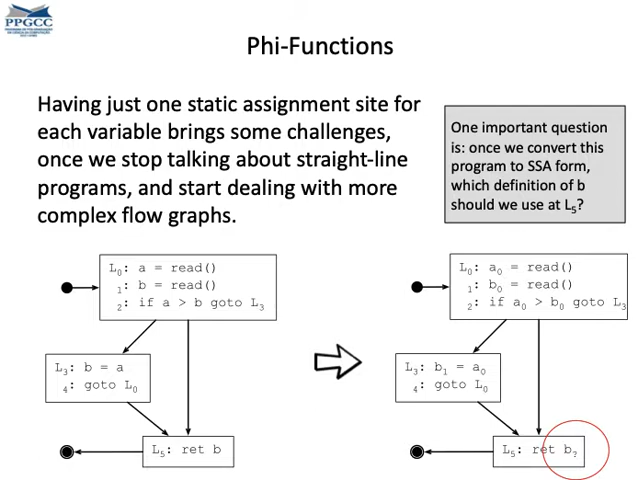 PPGCC
Phi-Functions
Having just one static assignment site for
each variable brings some challenges,
once we stop talking about straight-line
programs, and start dealing with more
complex flow graphs.
One important question
is: once we convert this
program to SSA form,
which definition of b
should we use at L5?
L0: a = read()
1: b = read()
2: if a > b goto L3
L3: b = a
4: goto L0
L5: ret b
L0: a0 = read()
1: b0 = read()
2: if a0 > b0 goto L3
L3: b1 = a0
4: goto L0
L5: ret b?